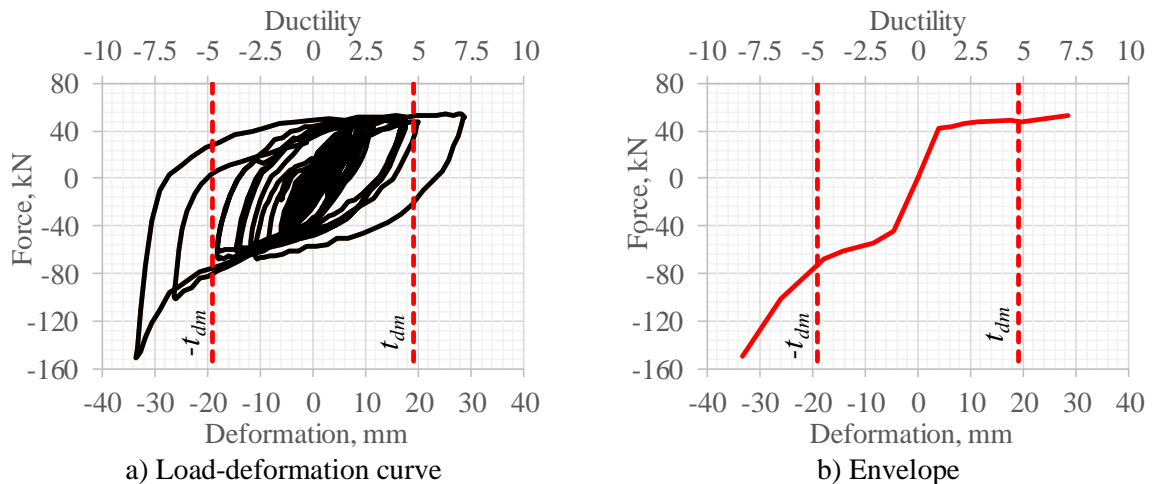 Ductility
-10 -7.5 -5 -2.5 0 2.5 5 7.5 10
80
40
0
-40
-80
-120
-160
Force, kN
-t_dm
t_dm
-40 -30 -20 -10 0 10 20 30 40
Deformation, mm
a) Load-deformation curve
Ductility
-10 -7.5 -5 -2.5 0 2.5 5 7.5 10
80
40
0
-40
-80
-120
-160
Force, kN
-t_dm
t_dm
-40 -30 -20 -10 0 10 20 30 40
Deformation, mm
b) Envelope